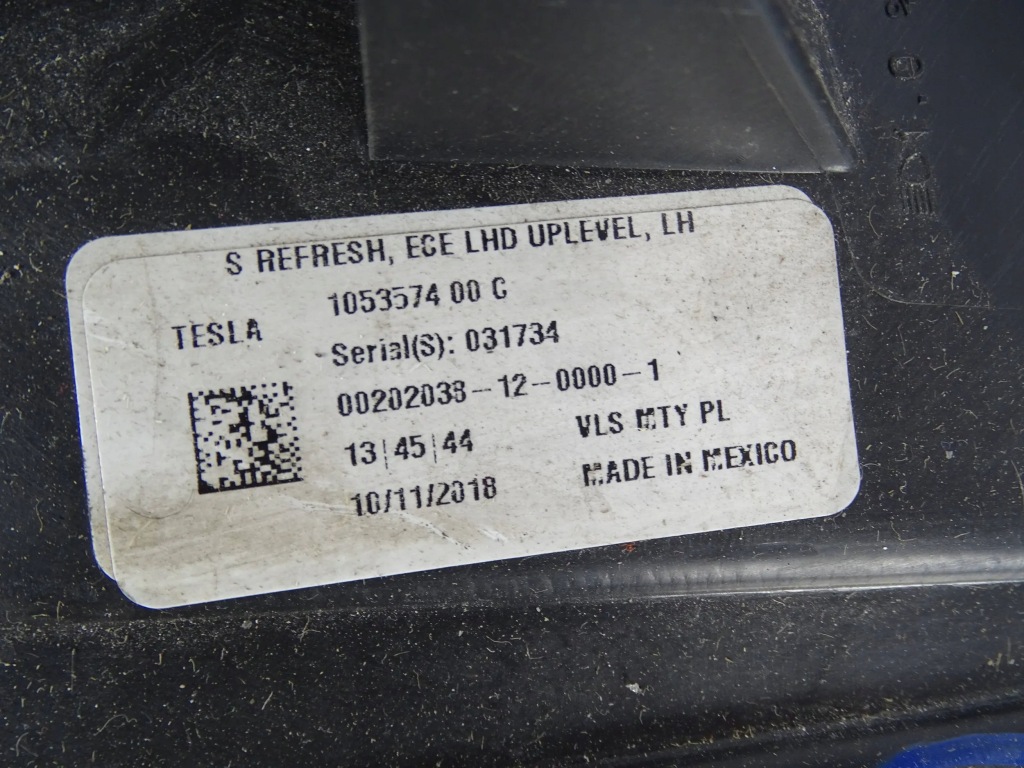 S REFRESH, ECE LHD UPLEVEL, LH
1053574 00 C
TESLA
Serial(S): 031734
00202038-12-0000-1
13|45|44
VLS MTY PL
10/11/2018
MADE IN MEXICO